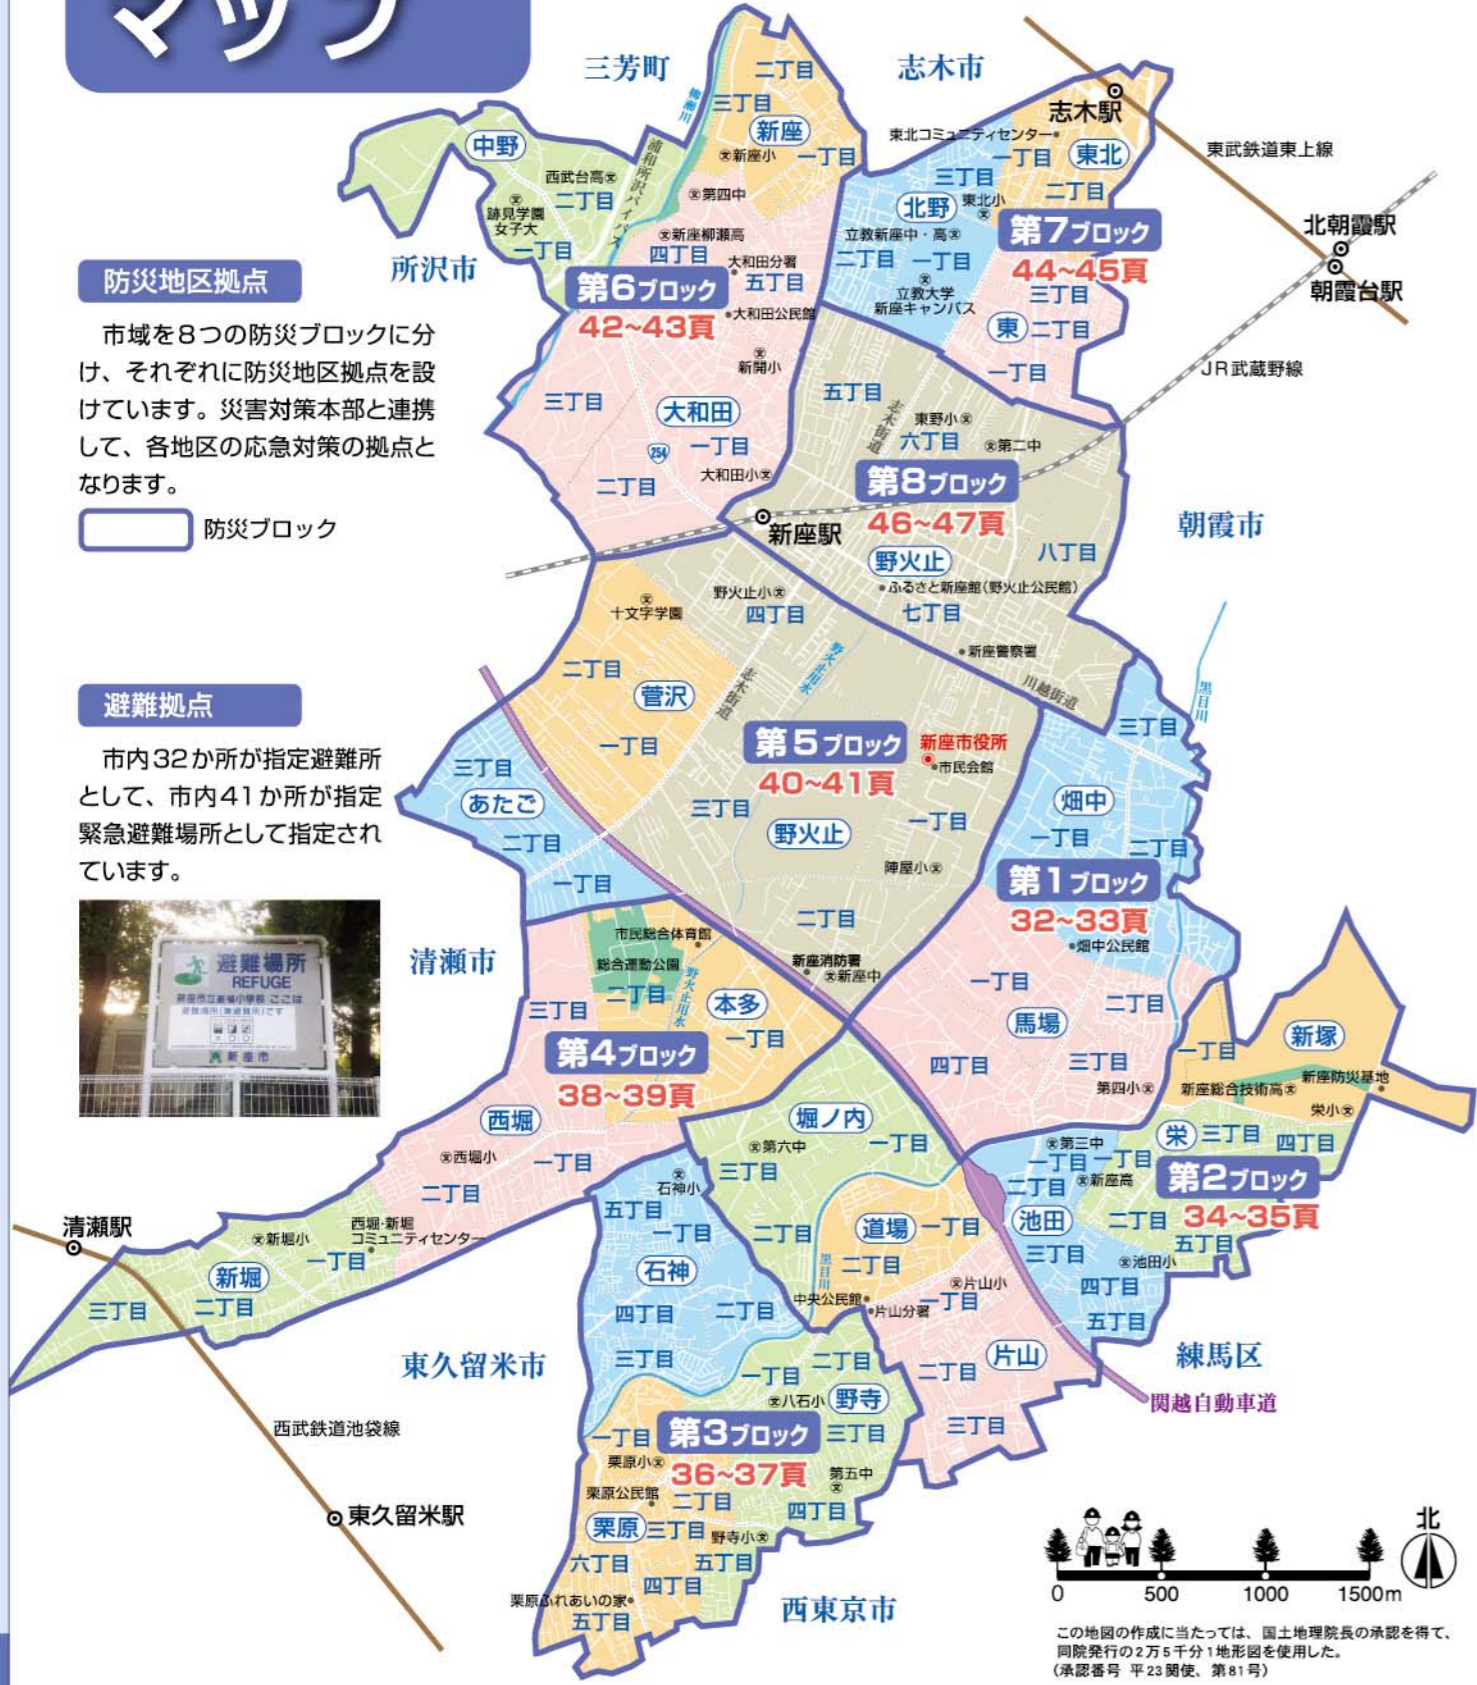 マップ
三芳町
志木市
二丁目
三丁目
柳瀬川
新座
新座小
一丁目
志木駅
東北コミュニティセンター
一丁目
東北
二丁目
東武鉄道東上線
中野
浦和所沢バイパス
西武台高
二丁目
跡見学園
女子大
一丁目
第四中
新座柳瀬高
四丁目
大和田分署
五丁目
三丁目
北野
東北小
立教新座中・高
二丁目
一丁目
立教大学
新座キャンパス
第7ブロック
44~45頁
北朝霞駅
朝霞台駅
JR武蔵野線
所沢市
第6ブロック
42~43頁
大和田公民館
新開小
三丁目
東
二丁目
一丁目
防災地区拠点
市域を8つの防災ブロックに分
け、それぞれに防災地区拠点を設
けています。災害対策本部と連携
して、各地区の応急対策の拠点と
なります。
防災ブロック
三丁目
大和田
一丁目
254
大和田小
二丁目
五丁目
志木街道
東野小
六丁目
第二中
第8ブロック
46~47頁
新座駅
野火止
八丁目
ふるさと新座館(野火止公民館)
七丁目
新座警察署
川越街道
朝霞市
黒目川
十文字学園
野火止小
四丁目
野火止用水
二丁目
菅沢
志木街道
一丁目
避難拠点
市内32か所が指定避難所
として、市内41か所が指定
緊急避難場所として指定され
ています。
避難場所
REFUGE
新座市
三丁目
あたご
二丁目
一丁目
第5ブロック
40~41頁
新座市役所
市民会館
三丁目
野火止
一丁目
陣屋小
二丁目
新座消防署
新座中
三丁目
畑中
一丁目
二丁目
第1ブロック
32~33頁
畑中公民館
清瀬市
市民総合体育館
総合運動公園
二丁目
野火止用水
本多
三丁目
一丁目
第4ブロック
38~39頁
一丁目
二丁目
馬場
四丁目
三丁目
第四小
新塚
一丁目
新座総合技術高
新座防災基地
栄小
西堀
西堀小
一丁目
二丁目
堀ノ内
第六中
一丁目
三丁目
二丁目
第三中
一丁目
一丁目
栄
三丁目
四丁目
二丁目
新座高
第2ブロック
34~35頁
池田
二丁目
五丁目
三丁目
池田小
四丁目
五丁目
清瀬駅
新堀小
西堀・新堀
コミュニティセンター
一丁目
新堀
二丁目
三丁目
石神小
五丁目
一丁目
石神
四丁目
二丁目
三丁目
道場
一丁目
二丁目
黒目川
中央公民館
片山分署
片山小
一丁目
二丁目
片山
三丁目
東久留米市
練馬区
関越自動車道
西武鉄道池袋線
一丁目
二丁目
八石小
野寺
三丁目
一丁目
第3ブロック
36~37頁
栗原小
第五中
栗原公民館
二丁目
四丁目
東久留米駅
栗原
三丁目
野寺小
六丁目
五丁目
四丁目
栗原ふれあいの家
五丁目
西東京市
北
0 500 1000 1500m
この地図の作成に当たっては、国土地理院長の承認を得て、
同院発行の2万5千分1地形図を使用した。
(承認番号 平23関使、第81号)